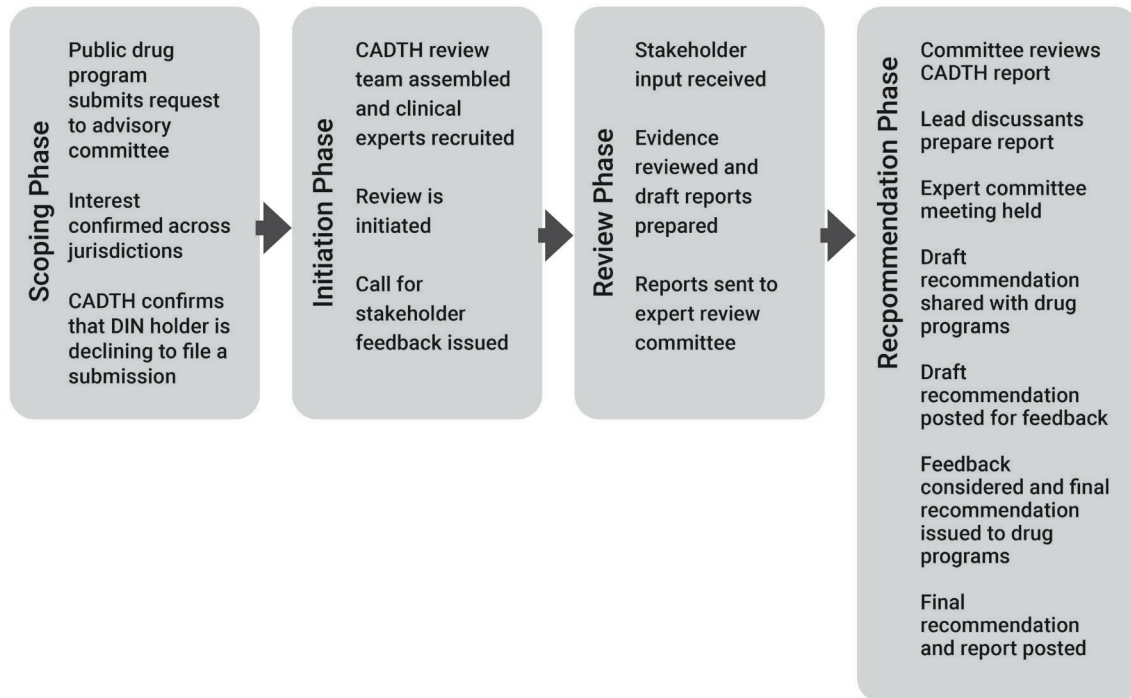 Scoping Phase
Public drug
program
submits request
to advisory
committee
Interest
confirmed across
jurisdictions
CADTH confirms
that DIN holder is
declining to file a
submission
Initiation Phase
CADTH review
team assembled
and clinical
experts recruited
Review is
initiated
Call for
stakeholder
feedback issued
Review Phase
Stakeholder
input received
Evidence
reviewed and
draft reports
prepared
Reports sent to
expert review
committee
Recpommendation Phase
Committee reviews
CADTH report
Lead discussants
prepare report
Expert committee
meeting held
Draft
recommendation
shared with drug
programs
Draft
recommendation
posted for feedback
Feedback
considered and final
recommendation
issued to drug
programs
Final
recommendation
and report posted